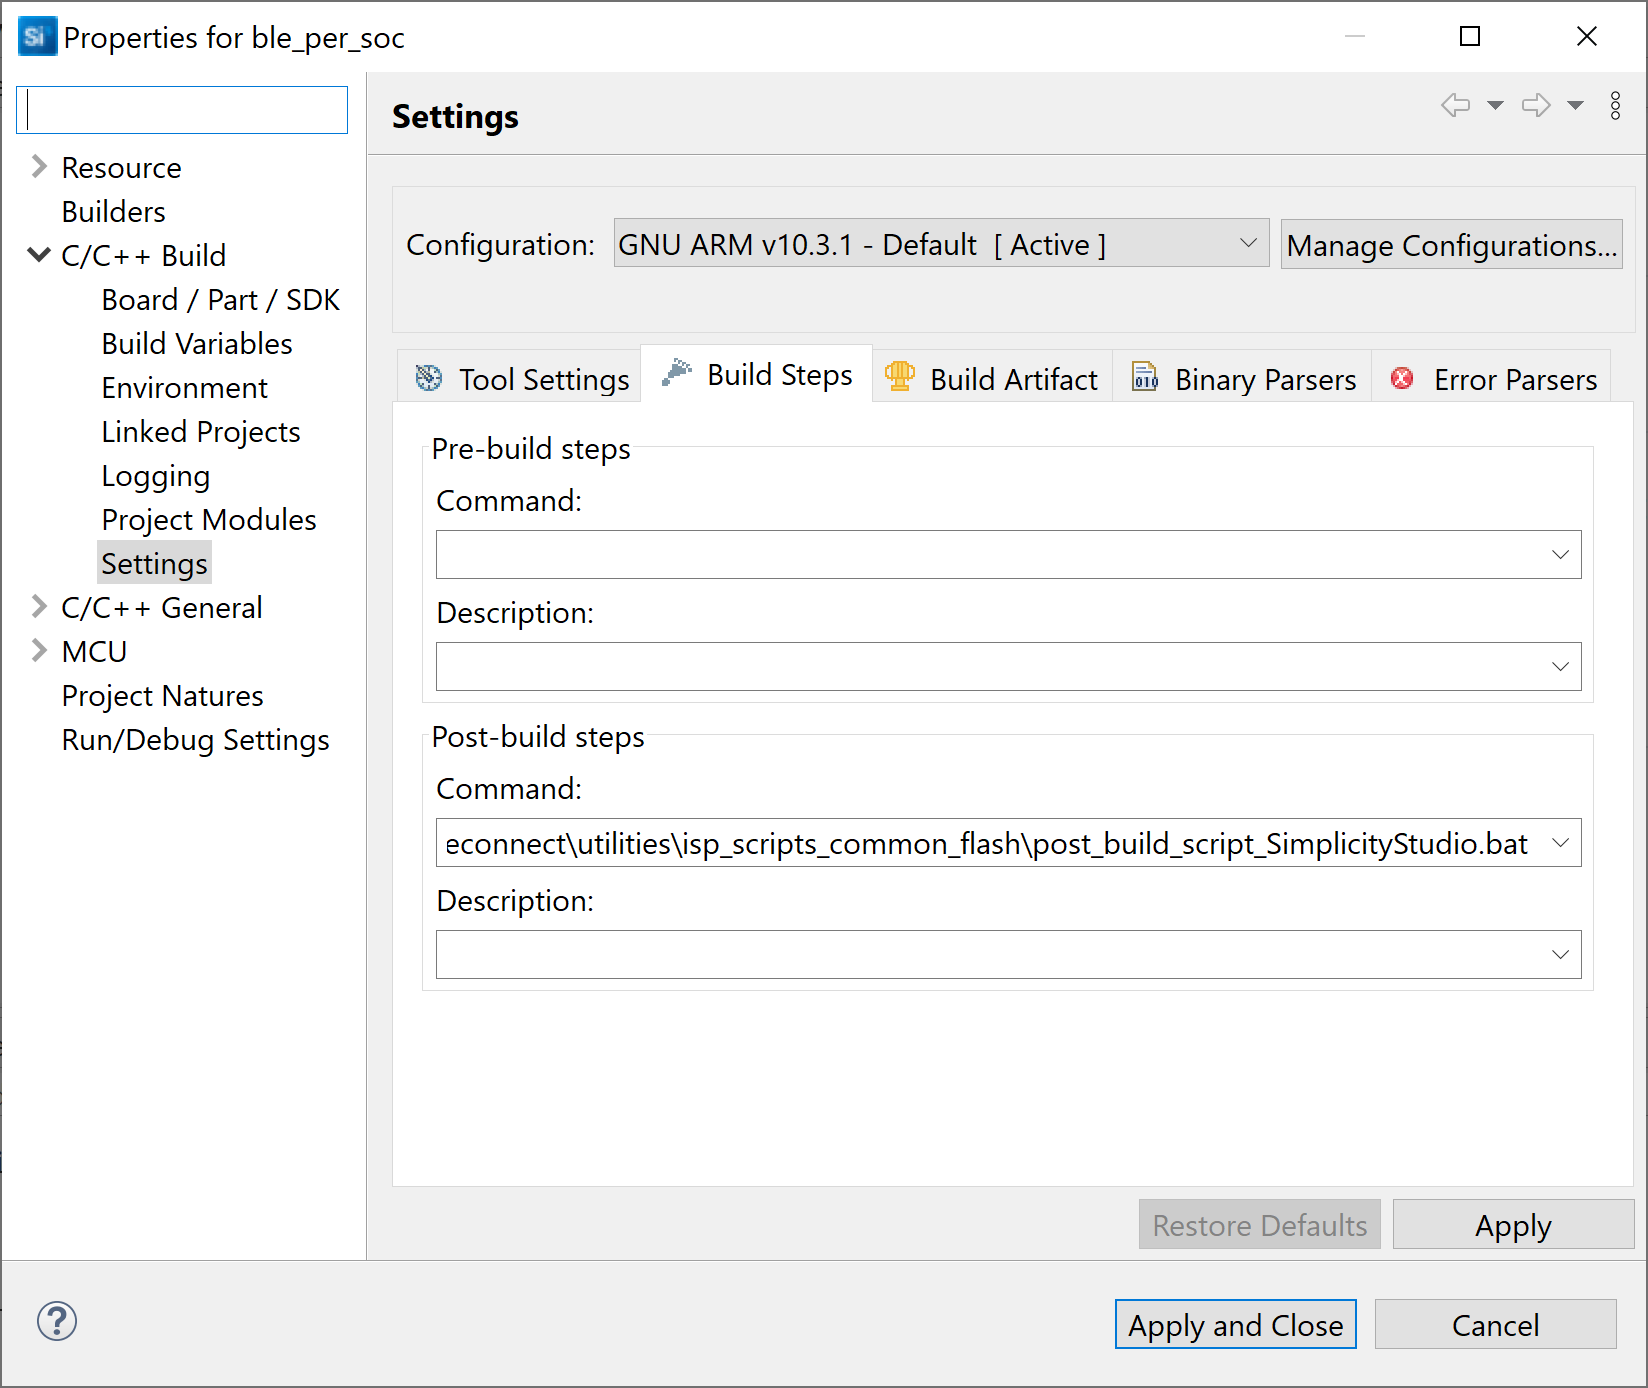 Si Properties for ble_per_soc
Settings
Resource
Builders
C/C++ Build
Board / Part / SDK
Build Variables
Environment
Linked Projects
Logging
Project Modules
Settings
C/C++ General
MCU
Project Natures
Run/Debug Settings
Configuration: GNU ARM v10.3.1 - Default [ Active ] Manage Configurations...
Tool Settings Build Steps Build Artifact 010 Binary Parsers Error Parsers
Pre-build steps
Command:
Description:
Post-build steps
Command:
econnect\utilities\isp_scripts_common_flash\post_build_script_SimplicityStudio.bat
Description:
Restore Defaults Apply
? Apply and Close Cancel